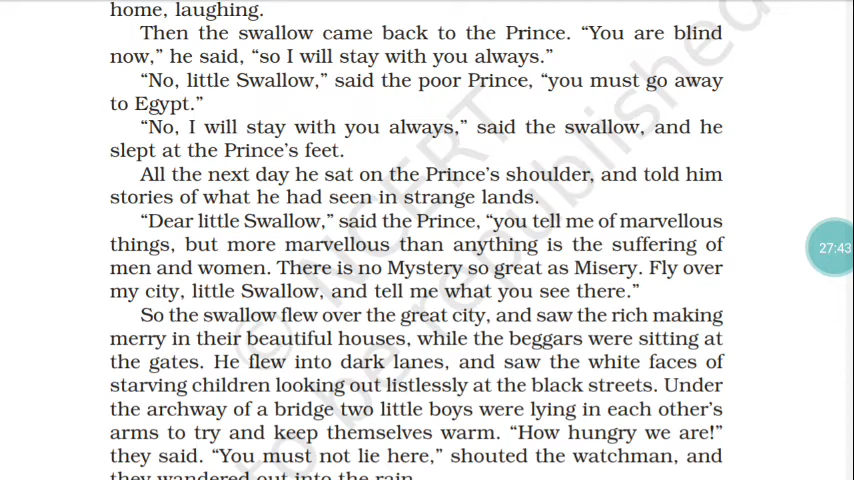 home, laughing.
Then the swallow came back to the Prince. “You are blind
now,” he said, “so I will stay with you always.”
“No, little Swallow,” said the poor Prince, “you must go away
to Egypt.”
“No, I will stay with you always,” said the swallow, and he
slept at the Prince’s feet.
All the next day he sat on the Prince’s shoulder, and told him
stories of what he had seen in strange lands.
“Dear little Swallow,” said the Prince, “you tell me of marvellous
things, but more marvellous than anything is the suffering of
men and women. There is no Mystery so great as Misery. Fly over
my city, little Swallow, and tell me what you see there.”
So the swallow flew over the great city, and saw the rich making
merry in their beautiful houses, while the beggars were sitting at
the gates. He flew into dark lanes, and saw the white faces of
starving children looking out listlessly at the black streets. Under
the archway of a bridge two little boys were lying in each other’s
arms to try and keep themselves warm. “How hungry we are!”
they said. “You must not lie here,” shouted the watchman, and
they wandered out into the rain.
27:43
© NCERT
to be republished